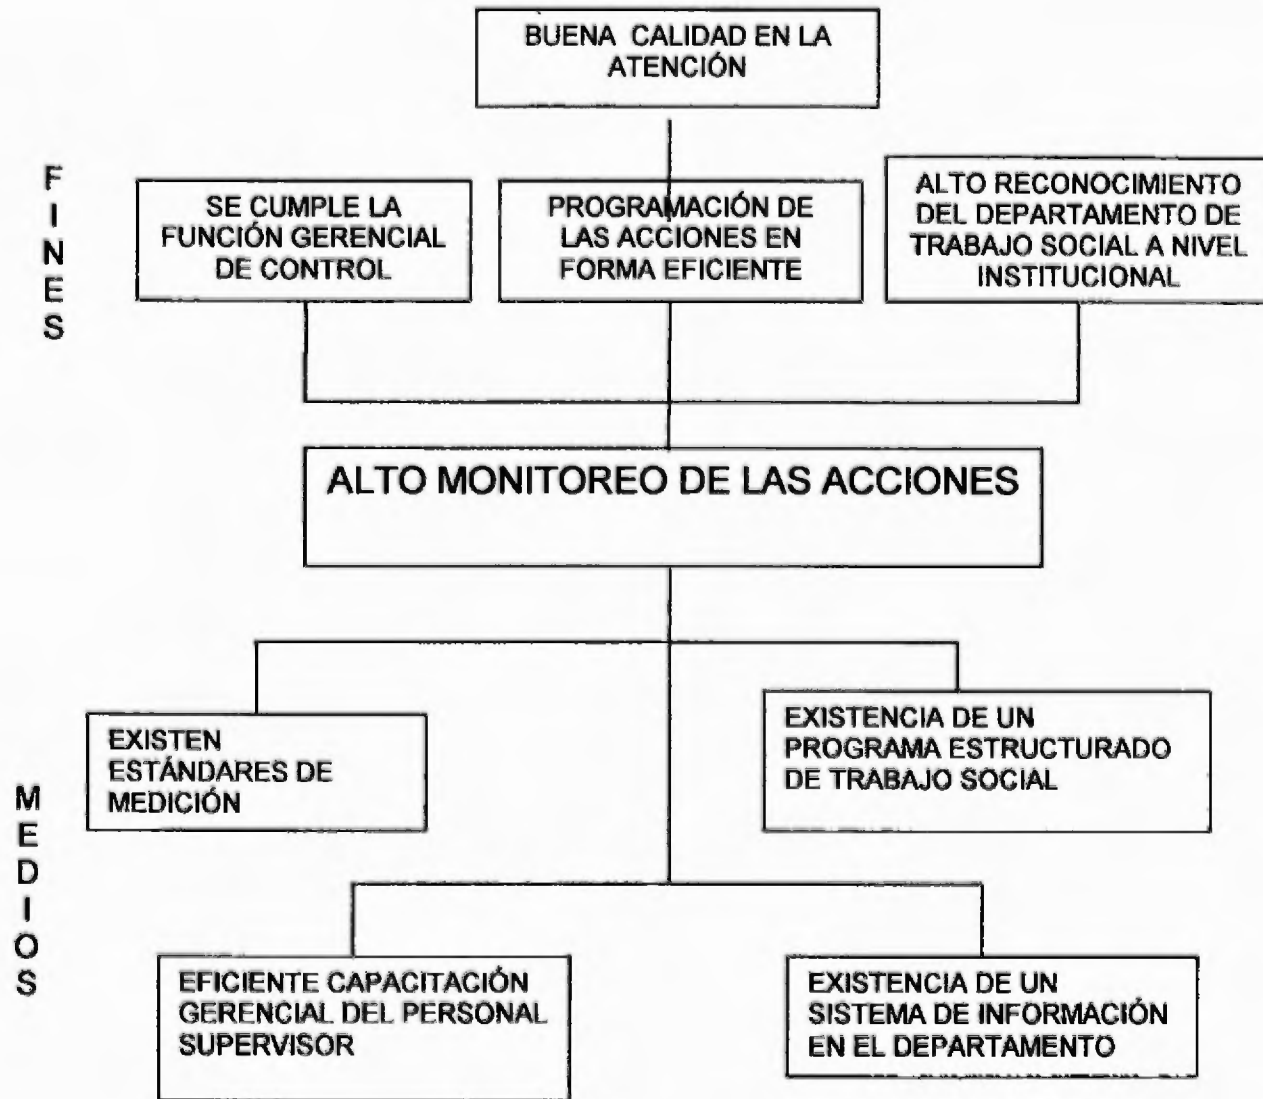 BUENA CALIDAD EN LA
ATENCIÓN
FINES
SE CUMPLE LA
FUNCIÓN GERENCIAL
DE CONTROL
PROGRAMACIÓN DE
LAS ACCIONES EN
FORMA EFICIENTE
ALTO RECONOCIMIENTO
DEL DEPARTAMENTO DE
TRABAJO SOCIAL A NIVEL
INSTITUCIONAL
ALTO MONITOREO DE LAS ACCIONES
MEDIOS
EXISTEN
ESTÁNDARES DE
MEDICIÓN
EXISTENCIA DE UN
PROGRAMA ESTRUCTURADO
DE TRABAJO SOCIAL
EFICIENTE CAPACITACIÓN
GERENCIAL DEL PERSONAL
SUPERVISOR
EXISTENCIA DE UN
SISTEMA DE INFORMACIÓN
EN EL DEPARTAMENTO